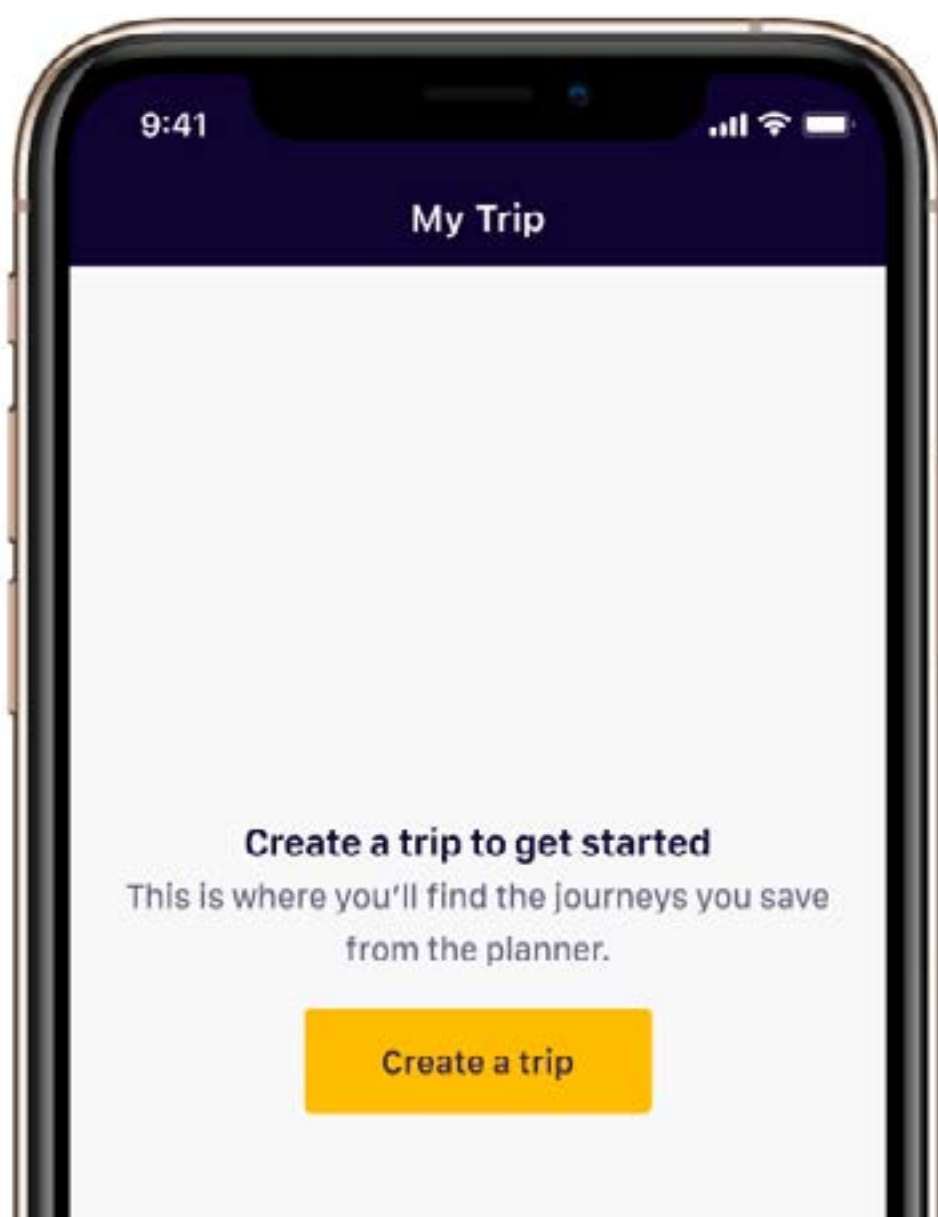 9:41
My Trip
Create a trip to get started
This is where you’ll find the journeys you save
from the planner.
Create a trip